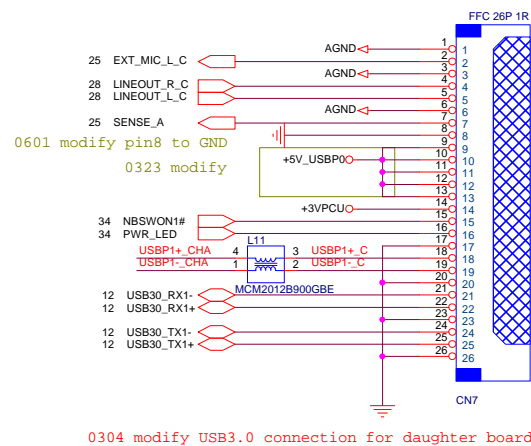 FFC 26P 1R
AGND 1 1
25 EXT_MIC_L_C 2 2
AGND 3 3
28 LINEOUT_R_C 4 4
28 LINEOUT_L_C 5 5
AGND 6 6
25 SENSE_A 7 7
0601 modify pin8 to GND 8 8
9 9
0323 modify +5V_USBP0 10 10
11 11
12 12
13 13
+3VPCU 14 14
34 NBSWON1# 15 15
34 PWR_LED 16 16
L11 17 17
USBP1+_CHA 4 3 USBP1+_C 18 18
USBP1-_CHA 1 2 USBP1-_C 19 19
20 20
MCM2012B900GBE
12 USB30_RX1- 21 21
12 USB30_RX1+ 22 22
23 23
12 USB30_TX1- 24 24
12 USB30_TX1+ 25 25
26 26
CN7
0304 modify USB3.0 connection for daughter board